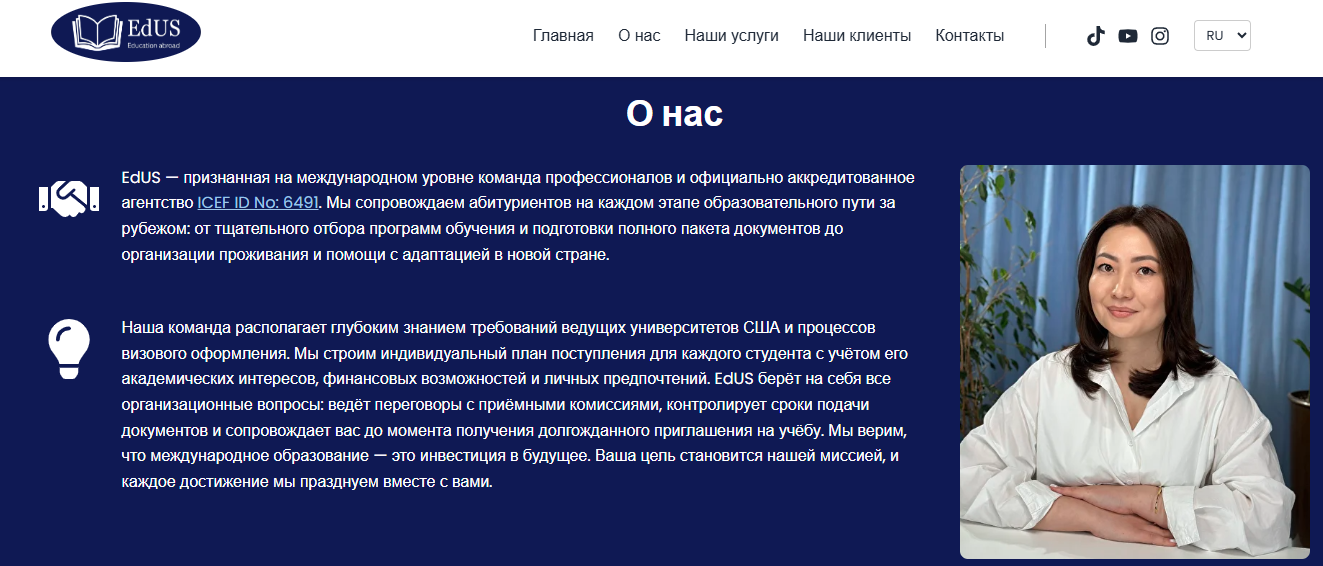 EdUS
Education abroad
Главная О нас Наши услуги Наши клиенты Контакты RU
О нас
EdUS — признанная на международном уровне команда профессионалов и официально аккредитованное
агентство ICEF ID No: 6491. Мы сопровождаем абитуриентов на каждом этапе образовательного пути за
рубежом: от тщательного отбора программ обучения и подготовки полного пакета документов до
организации проживания и помощи с адаптацией в новой стране.
Наша команда располагает глубоким знанием требований ведущих университетов США и процессов
визового оформления. Мы строим индивидуальный план поступления для каждого студента с учётом его
академических интересов, финансовых возможностей и личных предпочтений. EdUS берёт на себя все
организационные вопросы: ведёт переговоры с приёмными комиссиями, контролирует сроки подачи
документов и сопровождает вас до момента получения долгожданного приглашения на учёбу. Мы верим,
что международное образование — это инвестиция в будущее. Ваша цель становится нашей миссией, и
каждое достижение мы празднуем вместе с вами.